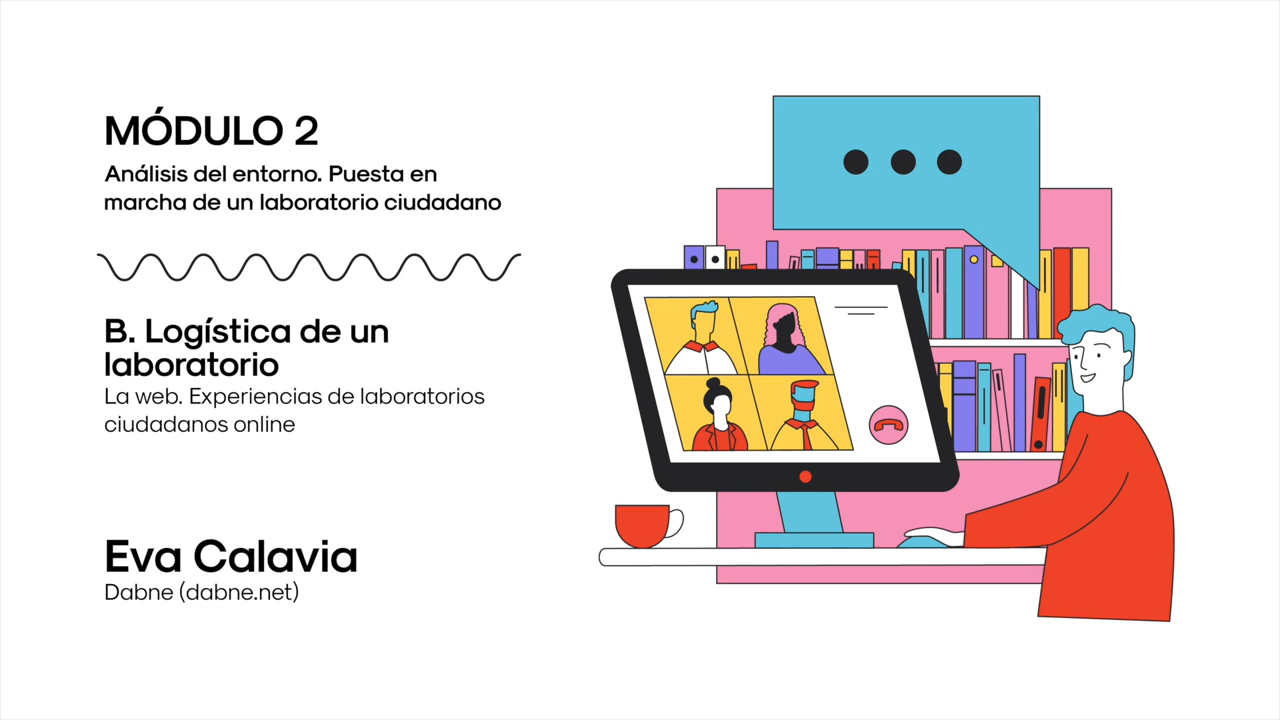 MÓDULO 2
Análisis del entorno. Puesta en
marcha de un laboratorio ciudadano
B. Logística de un
laboratorio
La web. Experiencias de laboratorios
ciudadanos online
Eva Calavia
Dabne (dabne.net)